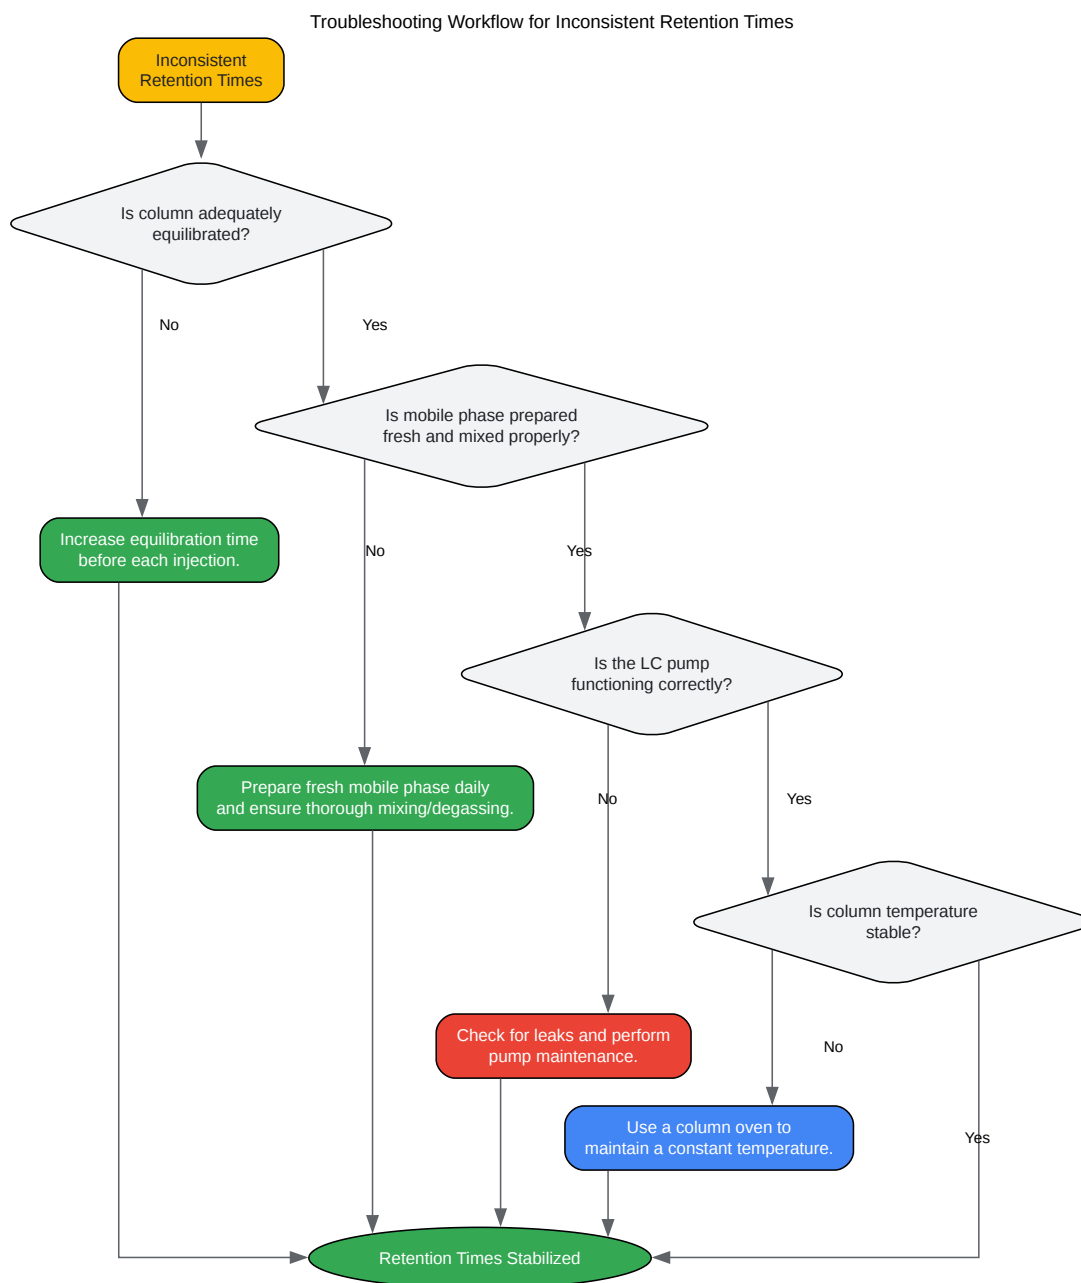 Troubleshooting Workflow for Inconsistent Retention Times
Inconsistent
Retention Times
Is column adequately
equilibrated?
No
Yes
Is mobile phase prepared
fresh and mixed properly?
Increase equilibration time
before each injection.
No
Yes
Is the LC pump
functioning correctly?
Prepare fresh mobile phase daily
and ensure thorough mixing/degassing.
No
Yes
Is column temperature
stable?
Check for leaks and perform
pump maintenance.
No
Use a column oven to
maintain a constant temperature.
Yes
Retention Times Stabilized